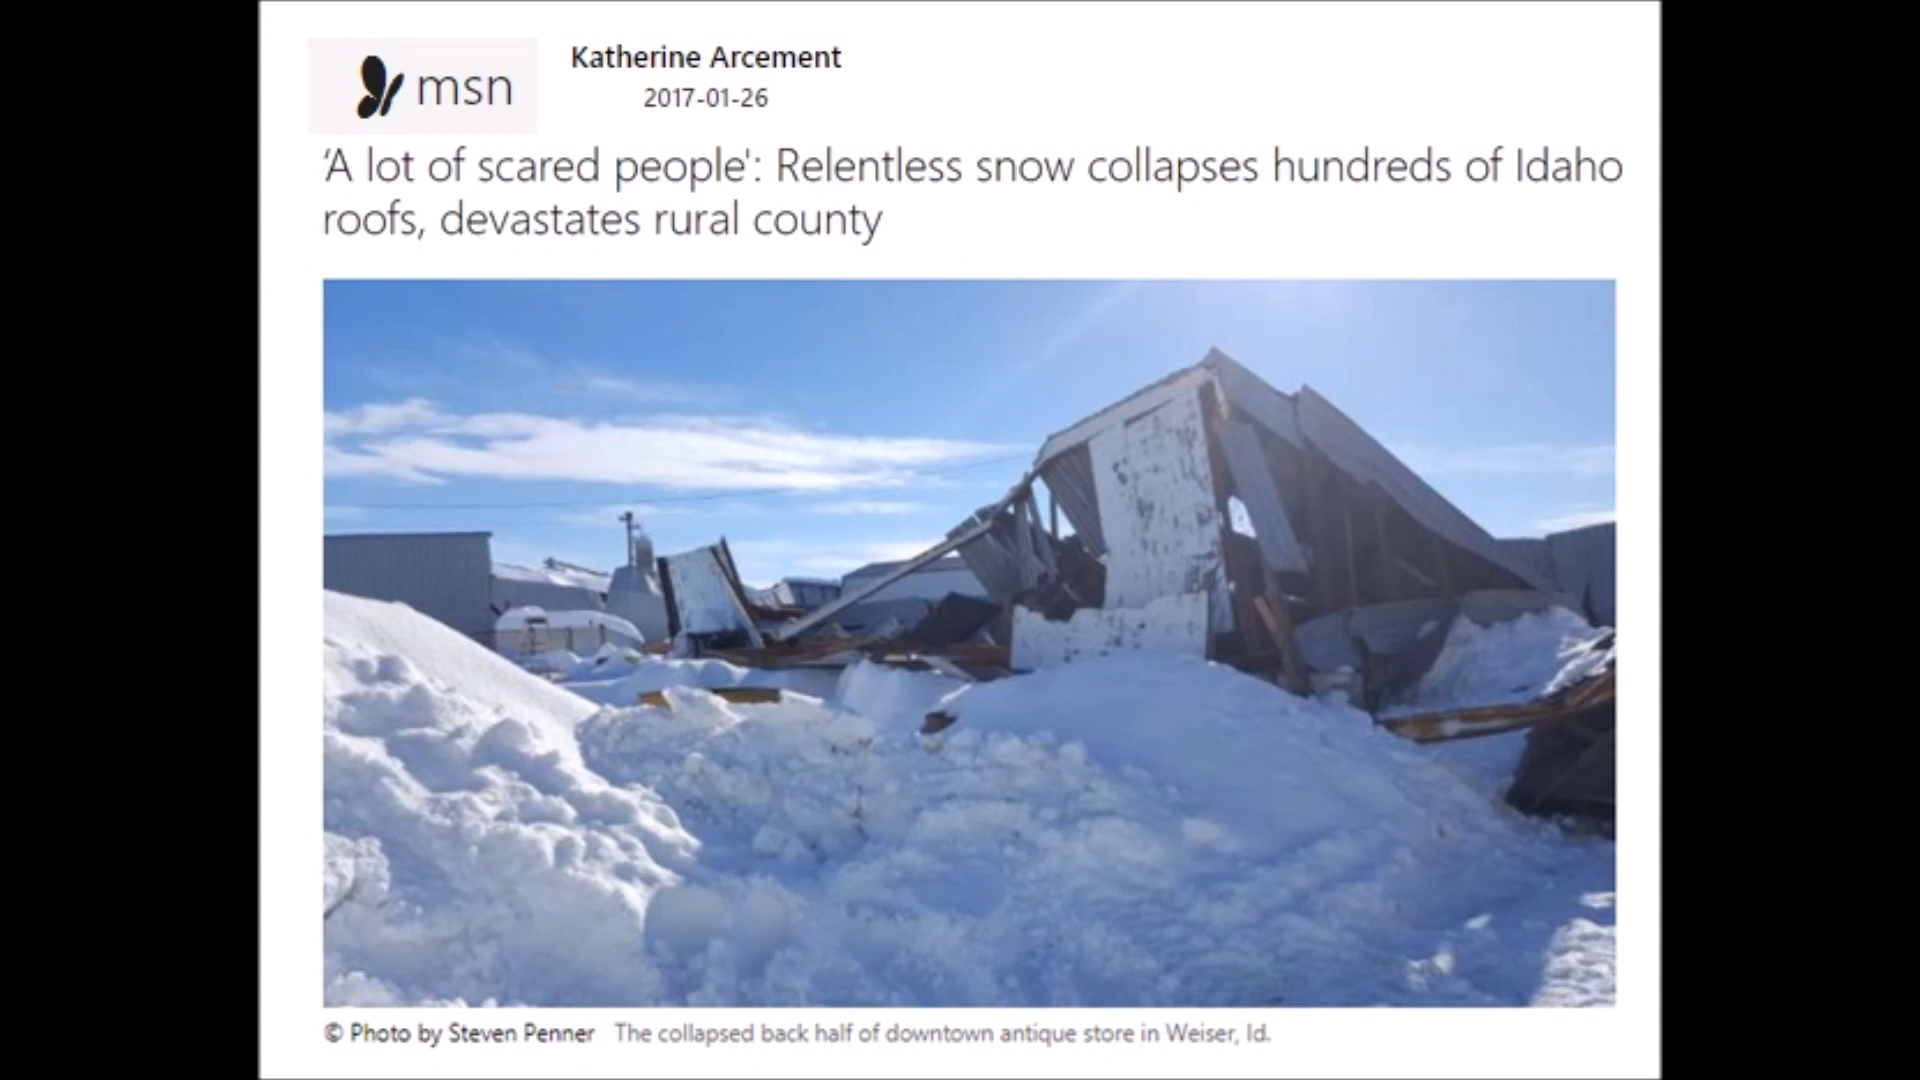 msn
Katherine Arcement
2017-01-26
‘A lot of scared people': Relentless snow collapses hundreds of Idaho
roofs, devastates rural county
© Photo by Steven Penner The collapsed back half of downtown antique store in Weiser, Id.